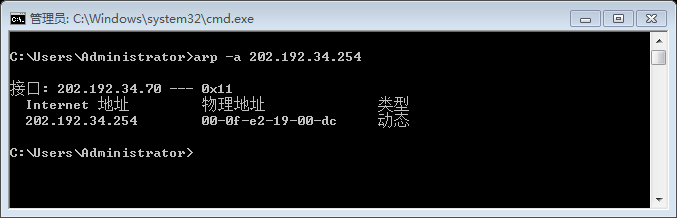 管理员: C:\Windows\system32\cmd.exe
C:\Users\Administrator>arp -a 202.192.34.254
接口: 202.192.34.70 --- 0x11
Internet 地址 物理地址 类型
202.192.34.254 00-0f-e2-19-00-dc 动态
C:\Users\Administrator>